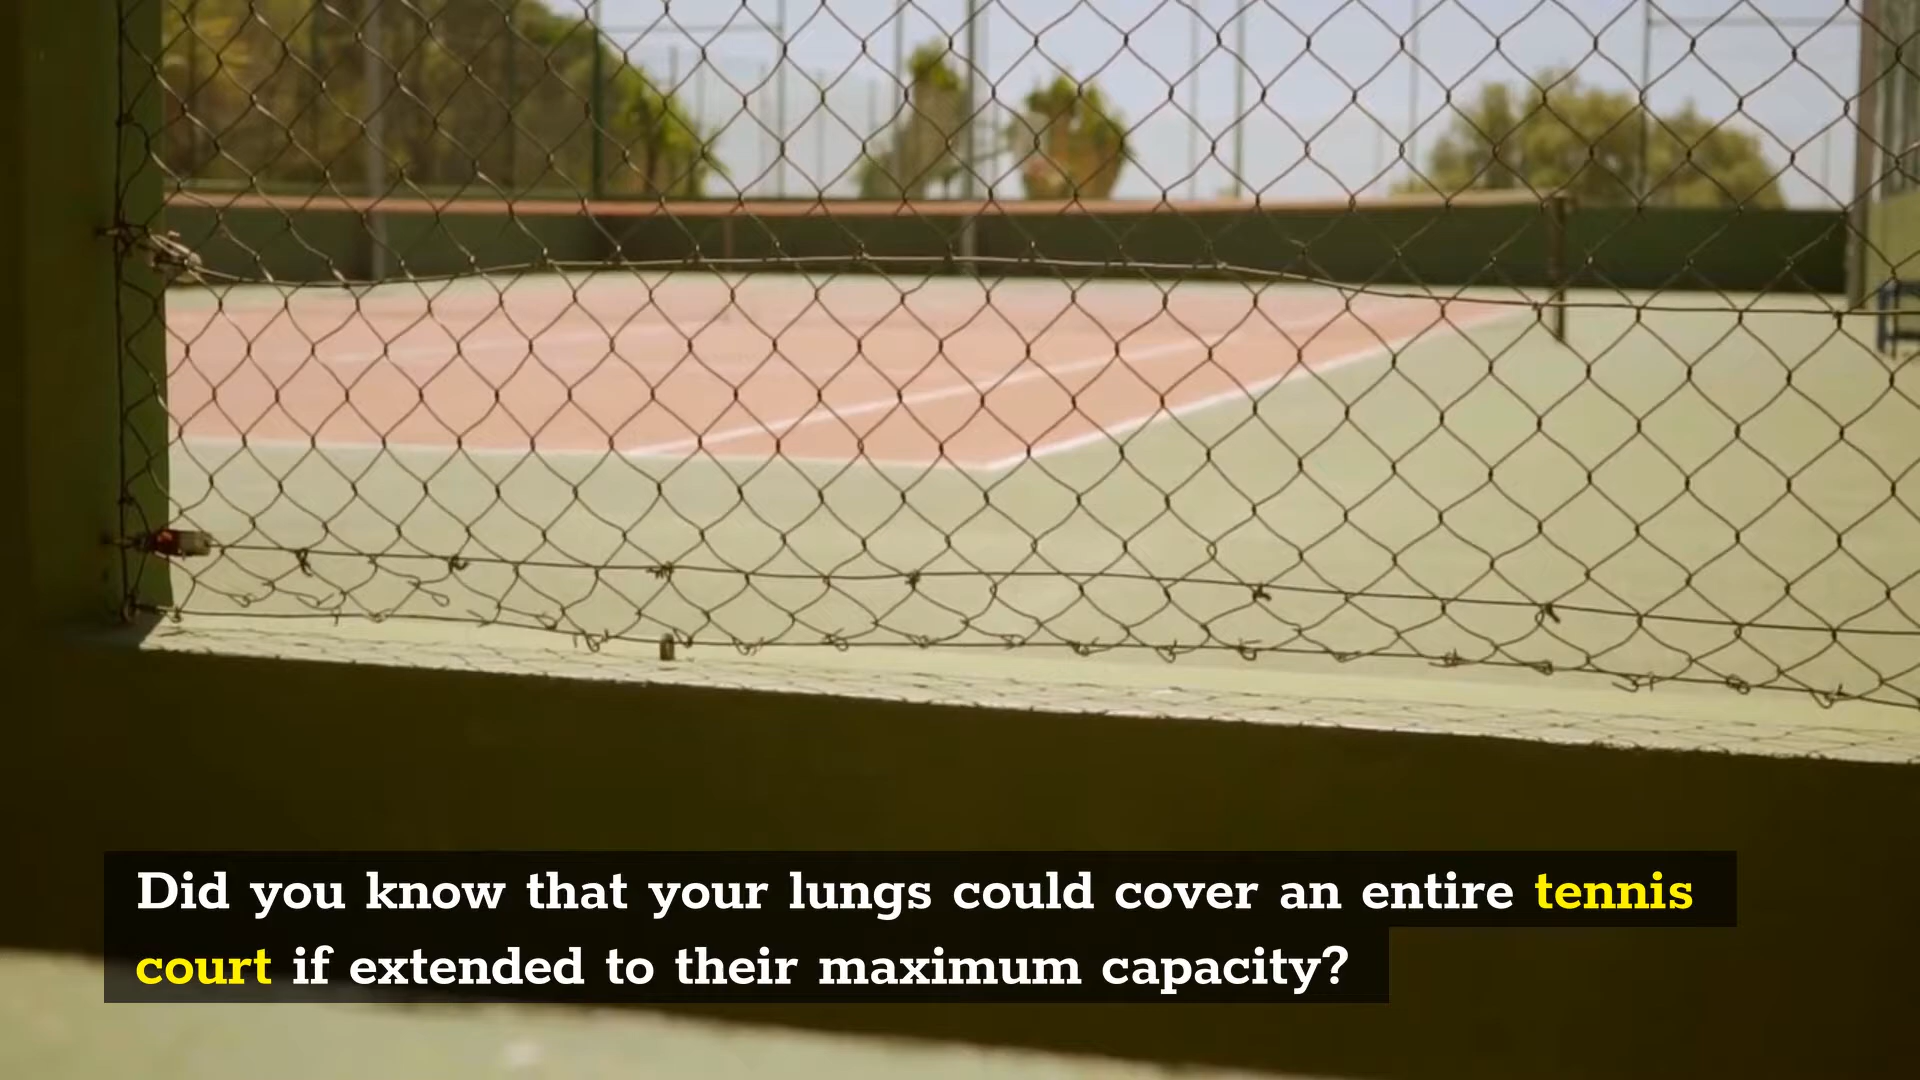 Did you know that your lungs could cover an entire tennis
court if extended to their maximum capacity?